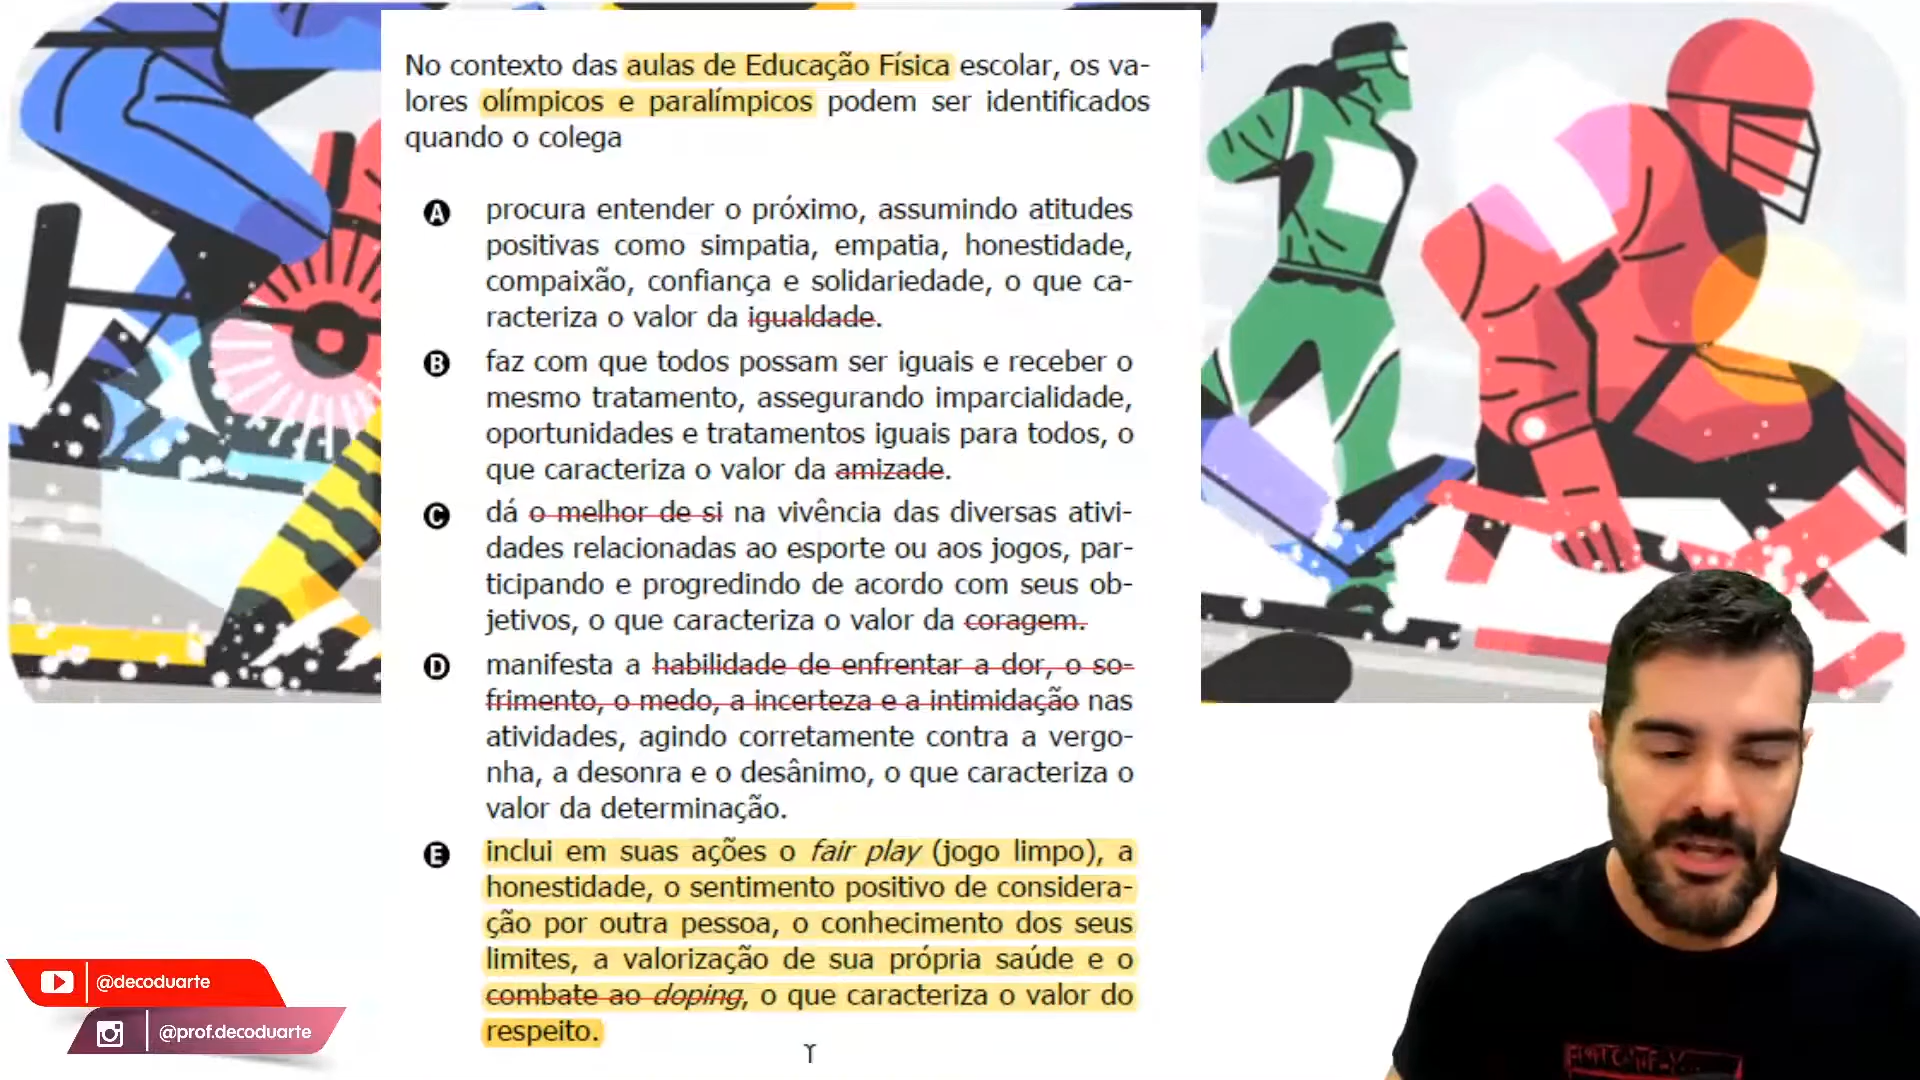 No contexto das aulas de Educação Física escolar, os va-
lores olímpicos e paralímpicos podem ser identificados
quando o colega
A procura entender o próximo, assumindo atitudes
positivas como simpatia, empatia, honestidade,
compaixão, confiança e solidariedade, o que ca-
racteriza o valor da igualdade.
B faz com que todos possam ser iguais e receber o
mesmo tratamento, assegurando imparcialidade,
oportunidades e tratamentos iguais para todos, o
que caracteriza o valor da amizade.
C dá o melhor de si na vivência das diversas ativi-
dades relacionadas ao esporte ou aos jogos, par-
ticipando e progredindo de acordo com seus ob-
jetivos, o que caracteriza o valor da coragem.
D manifesta a habilidade de enfrentar a dor, o so-
frimento, o medo, a incerteza e a intimidação nas
atividades, agindo corretamente contra a vergo-
nha, a desonra e o desânimo, o que caracteriza o
valor da determinação.
E inclui em suas ações o fair play (jogo limpo), a
honestidade, o sentimento positivo de considera-
ção por outra pessoa, o conhecimento dos seus
limites, a valorização de sua própria saúde e o
combate ao doping, o que caracteriza o valor do
respeito.
@decoduarte
@prof.decoduarte